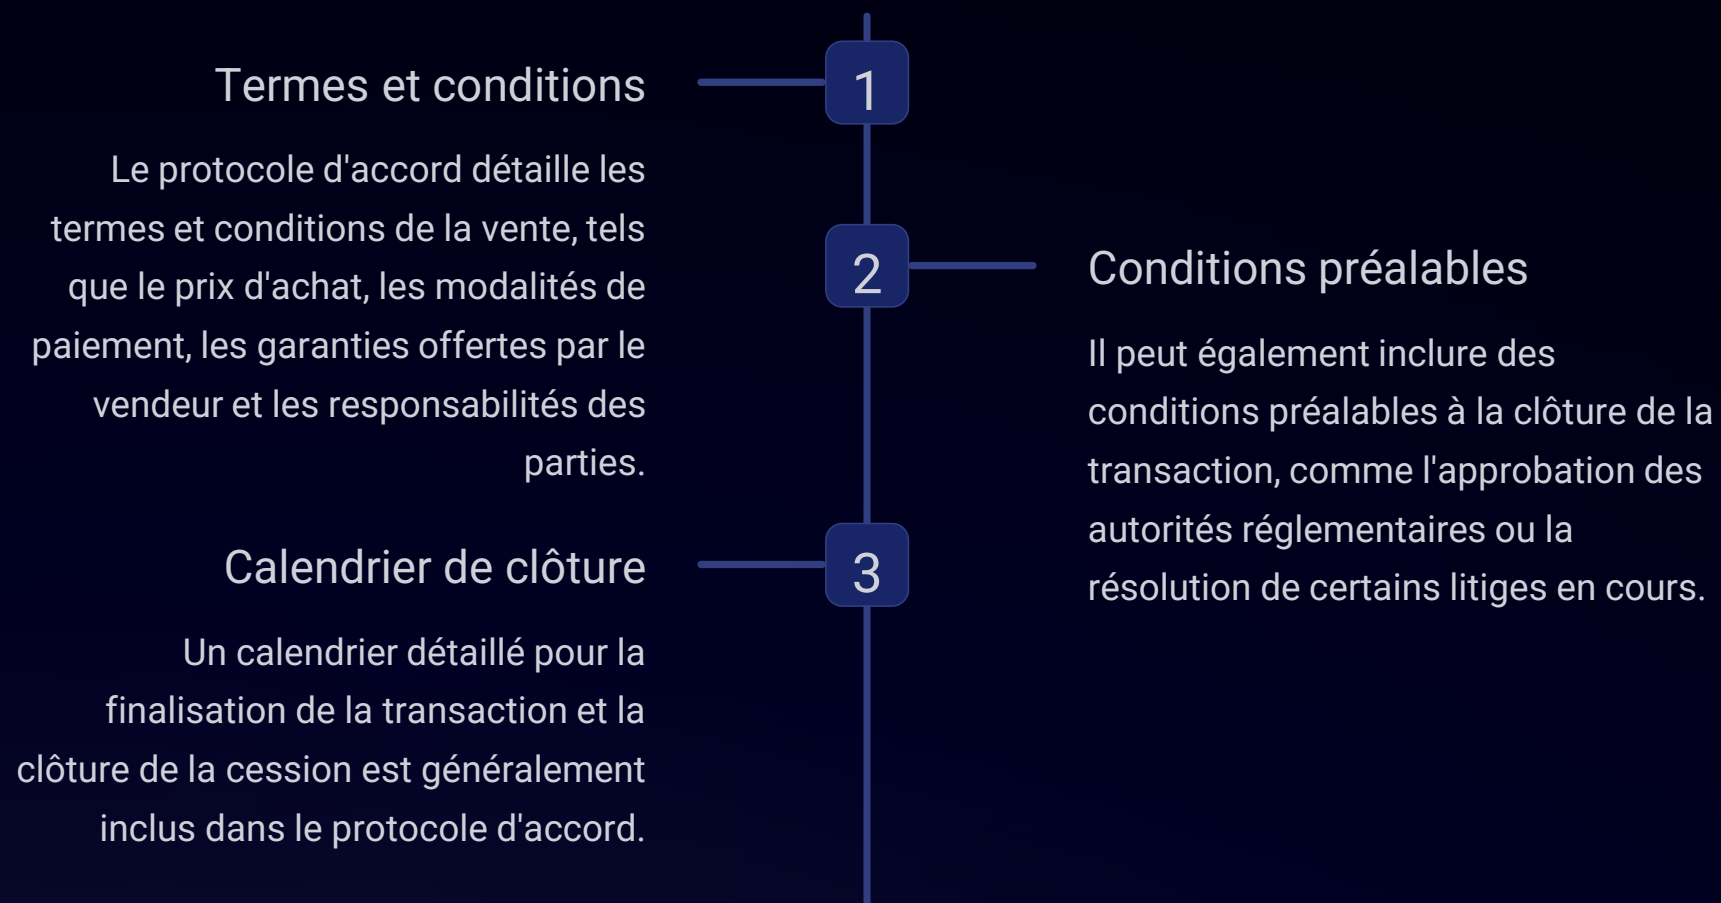 1
Termes et conditions
Le protocole d'accord détaille les
termes et conditions de la vente, tels
que le prix d'achat, les modalités de
paiement, les garanties offertes par le
vendeur et les responsabilités des
parties.
2
Conditions préalables
Il peut également inclure des
conditions préalables à la clôture de la
transaction, comme l'approbation des
autorités réglementaires ou la
résolution de certains litiges en cours.
3
Calendrier de clôture
Un calendrier détaillé pour la
finalisation de la transaction et la
clôture de la cession est généralement
inclus dans le protocole d'accord.